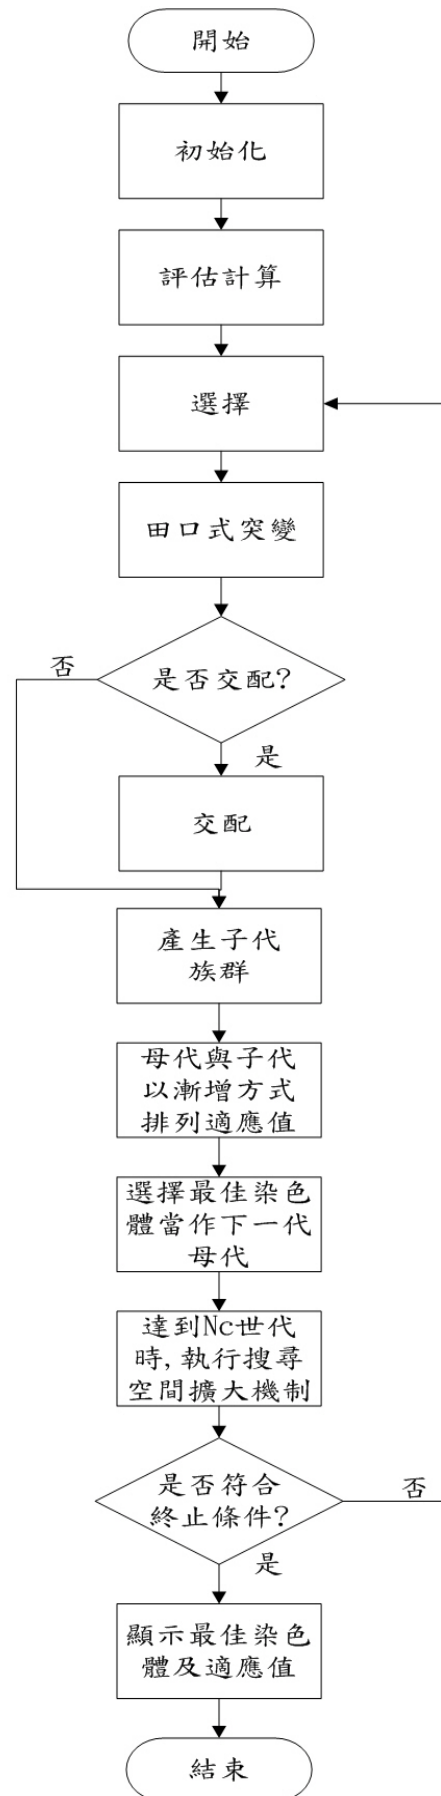 開始
初始化
評估計算
選擇
田口式突變
否
是否交配?
是
交配
產生子代
族群
母代與子代
以漸增方式
排列適應值
選擇最佳染色
體當作下一代
母代
達到Nc世代
時,執行搜尋
空間擴大機制
是否符合
終止條件?
否
是
顯示最佳染色
體及適應值
結束